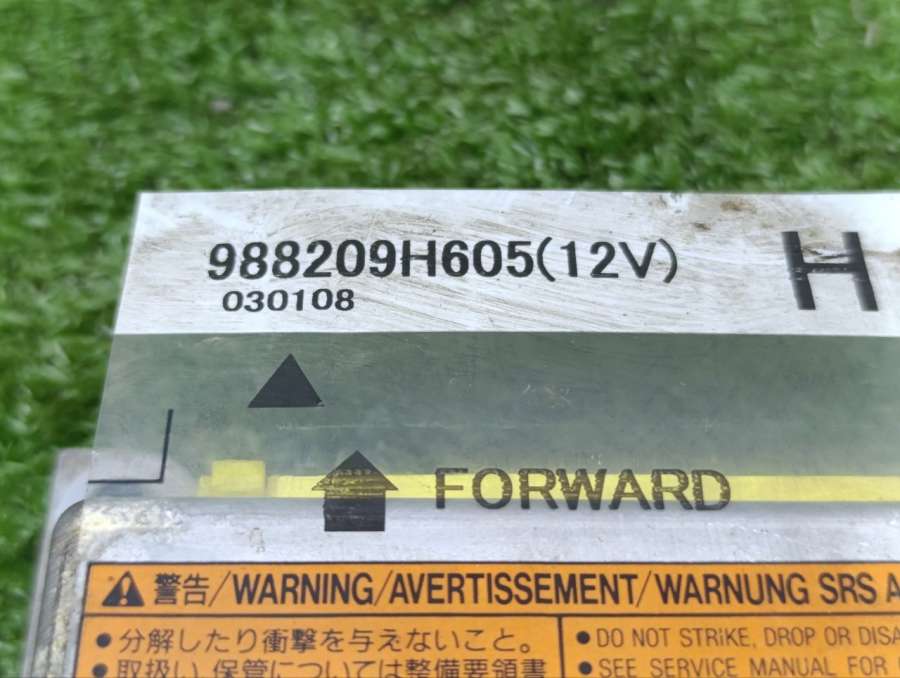 988209H605(12V)
H
030108
FORWARD
警告/WARNING/AVERTISSEMENT/WARNUNG SRS
●分解したり衝撃を与えないこと。
●DO NOT STRIKE, DROP OR
●取扱い、保管については整備要領書
●SEE SERVICE MANUAL FOR